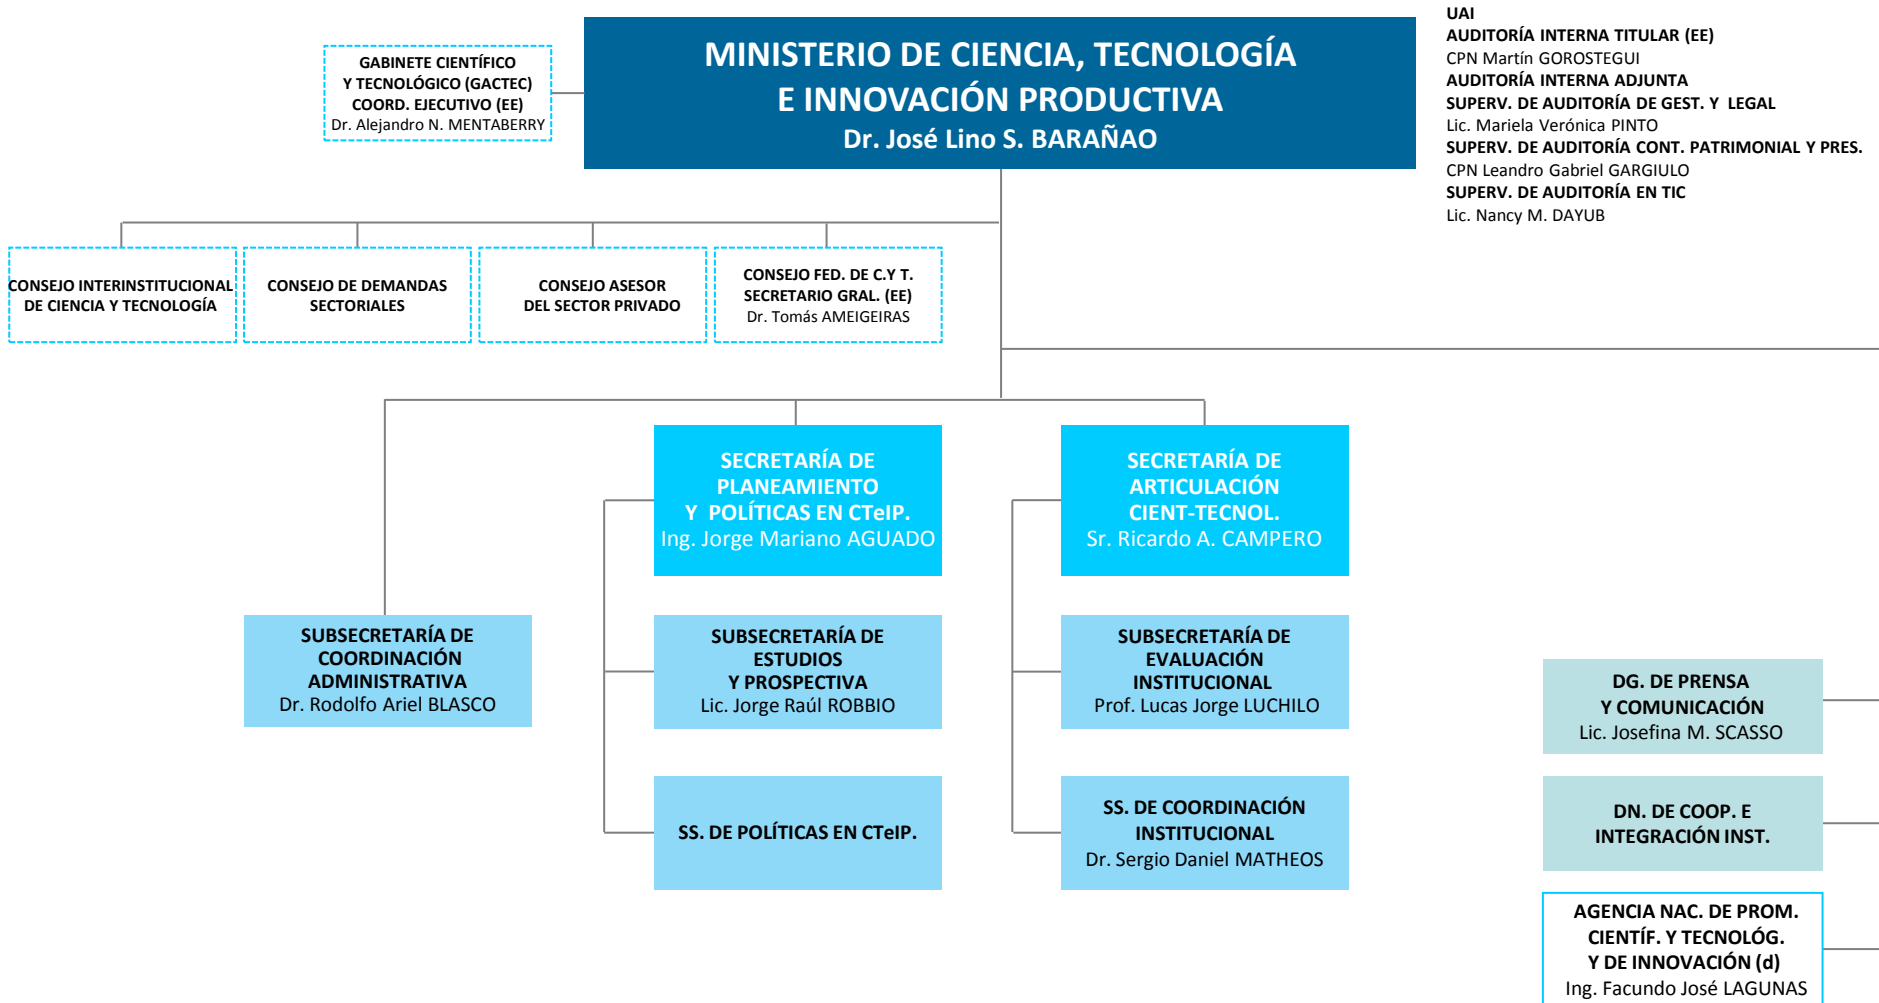 GABINETE CIENTÍFICO
Y TECNOLÓGICO (GACTEC)
COORD. EJECUTIVO (EE)
Dr. Alejandro N. MENTABERRY
MINISTERIO DE CIENCIA, TECNOLOGÍA
E INNOVACIÓN PRODUCTIVA
Dr. José Lino S. BARAÑAO
UAI
AUDITORÍA INTERNA TITULAR (EE)
CPN Martín GOROSTEGUI
AUDITORÍA INTERNA ADJUNTA
SUPERV. DE AUDITORÍA DE GEST. Y LEGAL
Lic. Mariela Verónica PINTO
SUPERV. DE AUDITORÍA CONT. PATRIMONIAL Y PRES.
CPN Leandro Gabriel GARGIULO
SUPERV. DE AUDITORÍA EN TIC
Lic. Nancy M. DAYUB
CONSEJO INTERINSTITUCIONAL
DE CIENCIA Y TECNOLOGÍA
CONSEJO DE DEMANDAS
SECTORIALES
CONSEJO ASESOR
DEL SECTOR PRIVADO
CONSEJO FED. DE C.Y T.
SECRETARIO GRAL. (EE)
Dr. Tomás AMEIGEIRAS
SECRETARÍA DE
PLANEAMIENTO
Y POLÍTICAS EN CTeIP.
Ing. Jorge Mariano AGUADO
SECRETARÍA DE
ARTICULACIÓN
CIENT-TECNOL.
Sr. Ricardo A. CAMPERO
SUBSECRETARÍA DE
COORDINACIÓN
ADMINISTRATIVA
Dr. Rodolfo Ariel BLASCO
SUBSECRETARÍA DE
ESTUDIOS
Y PROSPECTIVA
Lic. Jorge Raúl ROBBIO
SUBSECRETARÍA DE
EVALUACIÓN
INSTITUCIONAL
Prof. Lucas Jorge LUCHILO
DG. DE PRENSA
Y COMUNICACIÓN
Lic. Josefina M. SCASSO
SS. DE POLÍTICAS EN CTeIP.
SS. DE COORDINACIÓN
INSTITUCIONAL
Dr. Sergio Daniel MATHEOS
DN. DE COOP. E
INTEGRACIÓN INST.
AGENCIA NAC. DE PROM.
CIENTÍF. Y TECNOLÓG.
Y DE INNOVACIÓN (d)
Ing. Facundo José LAGUNAS